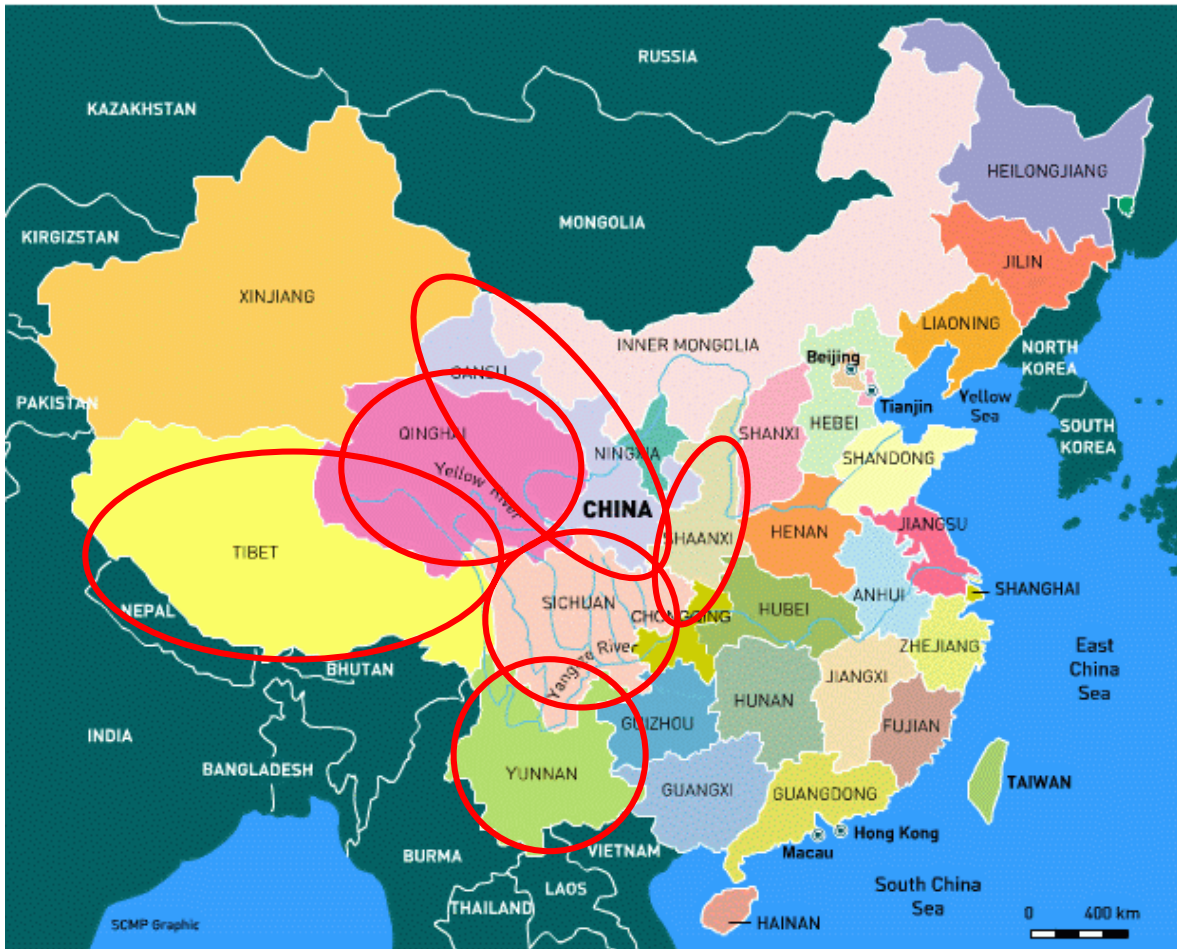 RUSSIA
KAZAKHSTAN
HEILONGJIANG
MONGOLIA
KIRGIZSTAN
JILIN
XINJIANG
LIAONING
INNER MONGOLIA
Beijing
NORTH
KOREA
GANSU
PAKISTAN
Tianjin
Yellow
Sea
HEBEI
SOUTH
KOREA
QINGHAI
SHANXI
NINGXIA
SHANDONG
Yellow River
CHINA
JIANGSU
HENAN
SHAANXI
TIBET
SHANGHAI
ANHUI
SICHUAN
NEPAL
HUBEI
CHONGQING
ZHEJIANG
East
China
Sea
Yangtse River
BHUTAN
JIANGXI
HUNAN
GUIZHOU
FUJIAN
INDIA
BANGLADESH
YUNNAN
TAIWAN
GUANGXI
GUANGDONG
Hong Kong
Macau
VIETNAM
BURMA
LAOS
South China
Sea
THAILAND
HAINAN
SCMP Graphic
0 400 km